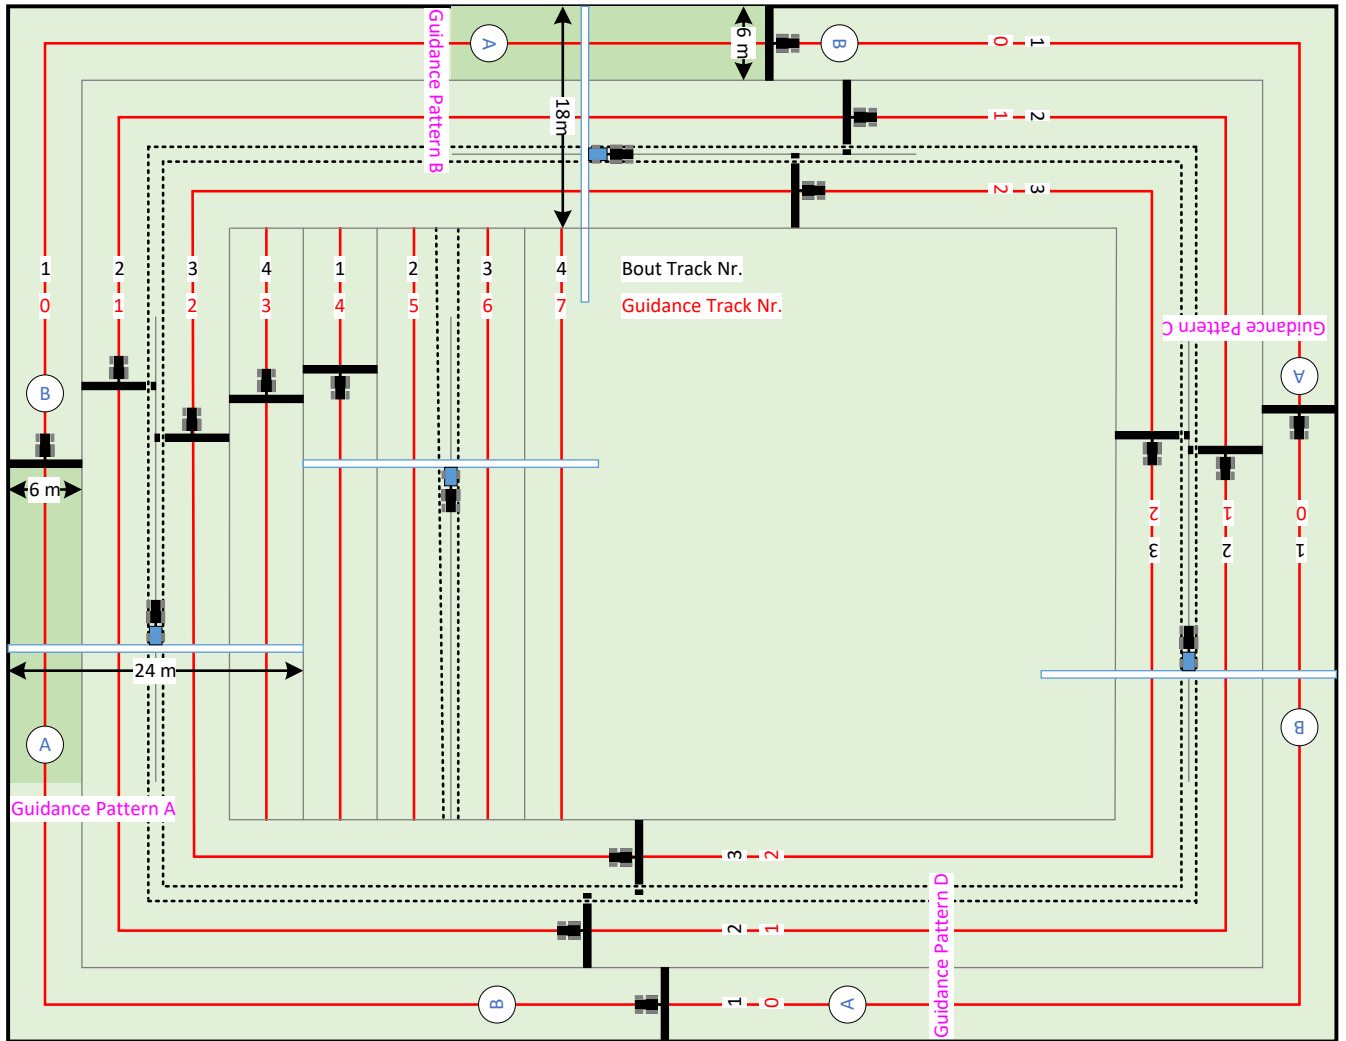 Guidance Pattern B
A
6 m
B
0 1
18m
1 2
2 3
1 2 3 4 1 2 3 4 Bout Track Nr.
0 1 2 3 4 5 6 7 Guidance Track Nr.
Guidance Pattern C
A
B
6 m
2 1 0
3 2 1
24 m
A
B
Guidance Pattern A
3 2
Guidance Pattern D
2 1
B
1 0
A